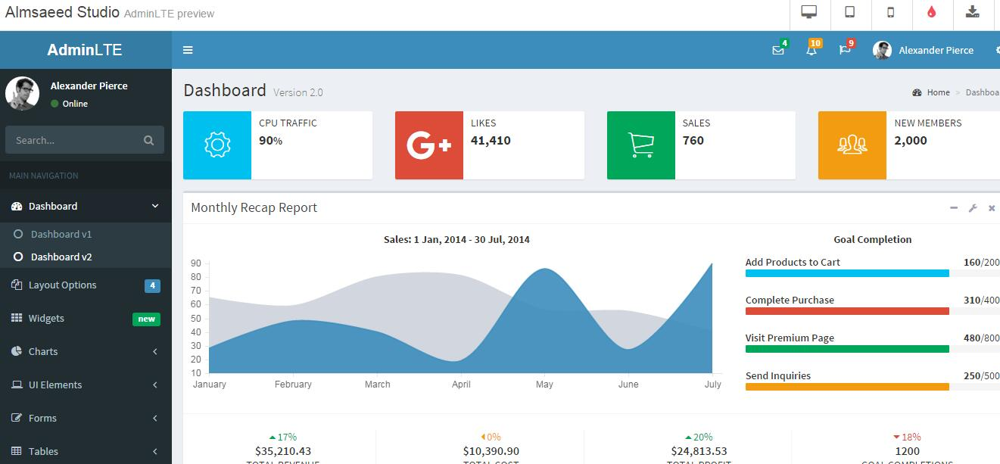 Almsaeed Studio AdminLTE preview
AdminLTE
4
10
9
Alexander Pierce
Alexander Pierce
Online
Search...
MAIN NAVIGATION
Dashboard
Dashboard v1
Dashboard v2
Layout Options 4
Widgets new
Charts
UI Elements
Forms
Tables
Dashboard Version 2.0
Home > Dashboa
CPU TRAFFIC
90%
G+
LIKES
41,410
SALES
760
NEW MEMBERS
2,000
Monthly Recap Report
Sales: 1 Jan, 2014 - 30 Jul, 2014
90
80
70
60
50
40
30
20
10
January February March April May June July
Goal Completion
Add Products to Cart 160/200
Complete Purchase 310/400
Visit Premium Page 480/800
Send Inquiries 250/500
17%
$35,210.43
TOTAL REVENUE
0%
$10,390.90
TOTAL COST
20%
$24,813.53
TOTAL PROFIT
18%
1200
GOAL COMPLETIONS